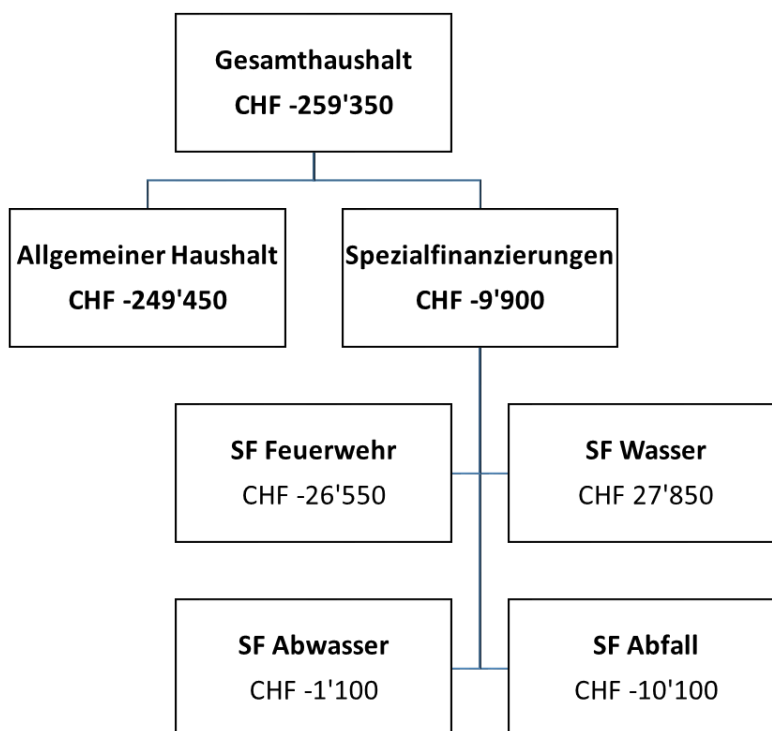 Gesamthaushalt
CHF -259'350
Allgemeiner Haushalt
CHF -249'450
Spezialfinanzierungen
CHF -9'900
SF Feuerwehr
CHF -26'550
SF Wasser
CHF 27'850
SF Abwasser
CHF -1'100
SF Abfall
CHF -10'100